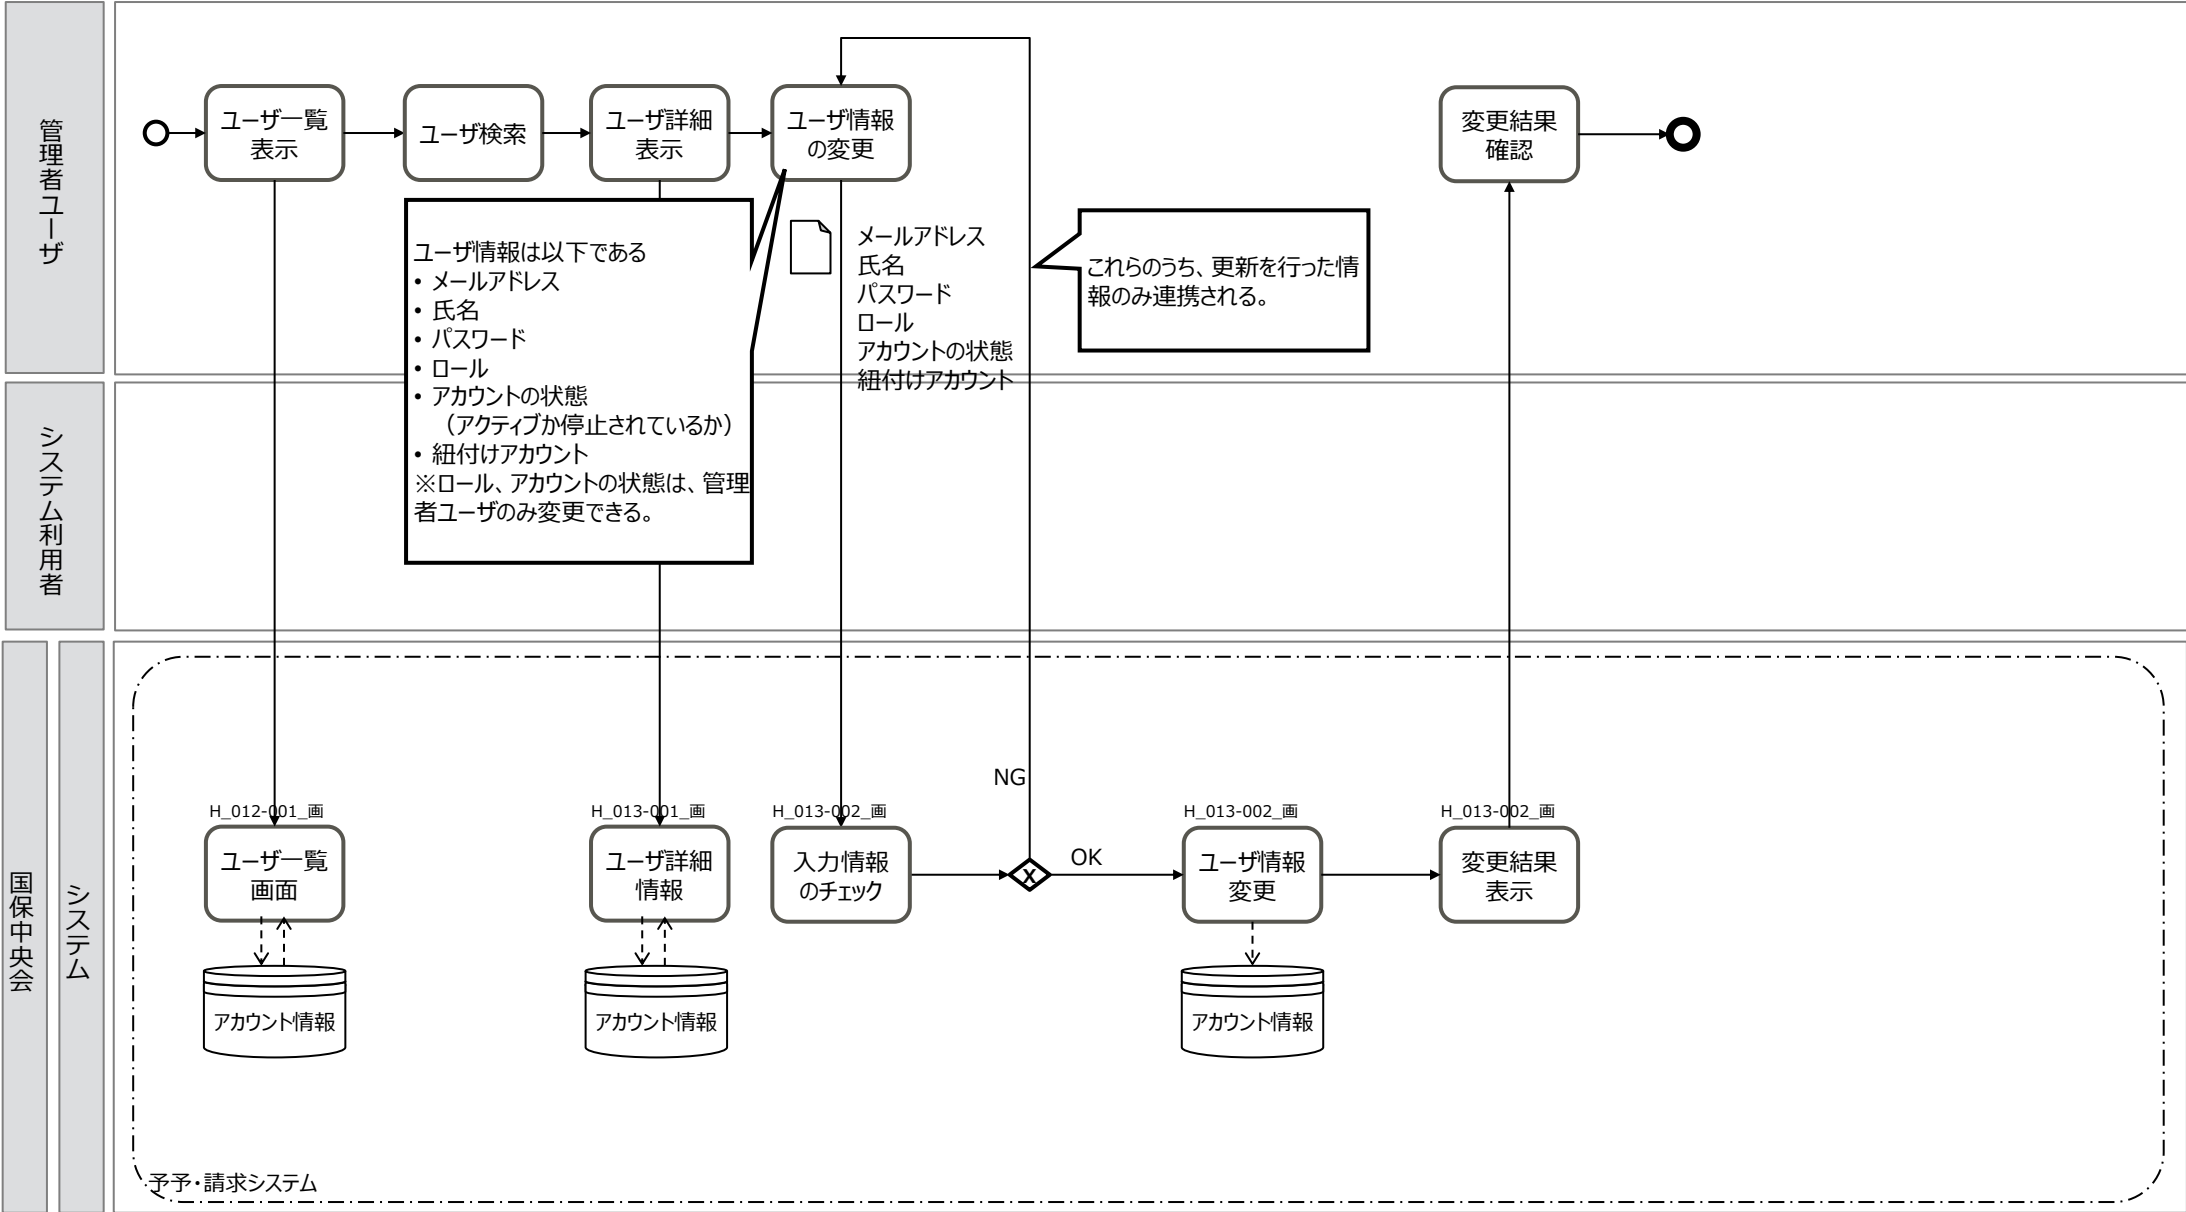 管理者ユーザ
ユーザ一覧
表示
ユーザ検索
ユーザ詳細
表示
ユーザ情報
の変更
変更結果
確認
ユーザ情報は以下である
• メールアドレス
• 氏名
• パスワード
• ロール
• アカウントの状態
（アクティブか停止されているか）
• 紐付けアカウント
※ロール、アカウントの状態は、管理
者ユーザのみ変更できる。
メールアドレス
氏名
パスワード
ロール
アカウントの状態
紐付けアカウント
これらのうち、更新を行った情
報のみ連携される。
システム利用者
国保中央会
システム
NG
OK
H_012-001_画
ユーザ一覧
画面
アカウント情報
H_013-001_画
ユーザ詳細
情報
アカウント情報
H_013-002_画
入力情報
のチェック
X
H_013-002_画
ユーザ情報
変更
アカウント情報
H_013-002_画
変更結果
表示
予予・請求システム